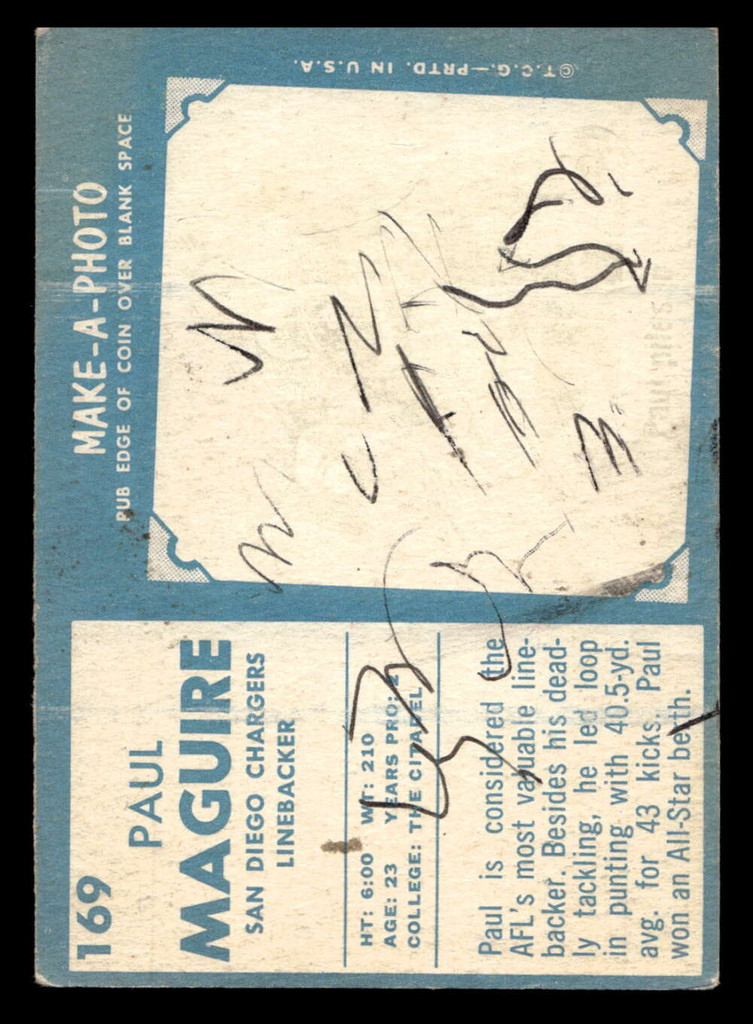 169
PAUL
MAGUIRE
SAN DIEGO CHARGERS
LINEBACKER
HT: 6:00 WT: 210
AGE: 23 YEARS PRO: 2
COLLEGE: THE CITADEL
Paul is considered the
AFL's most valuable line-
backer. Besides his dead-
ly tackling, he led loop
in punting with 40.5-yd.
avg. for 43 kicks. Paul
won an All-Star berth.
MAKE-A-PHOTO
RUB EDGE OF COIN OVER BLANK SPACE
©T.C.G.—PRTD. IN U.S.A.